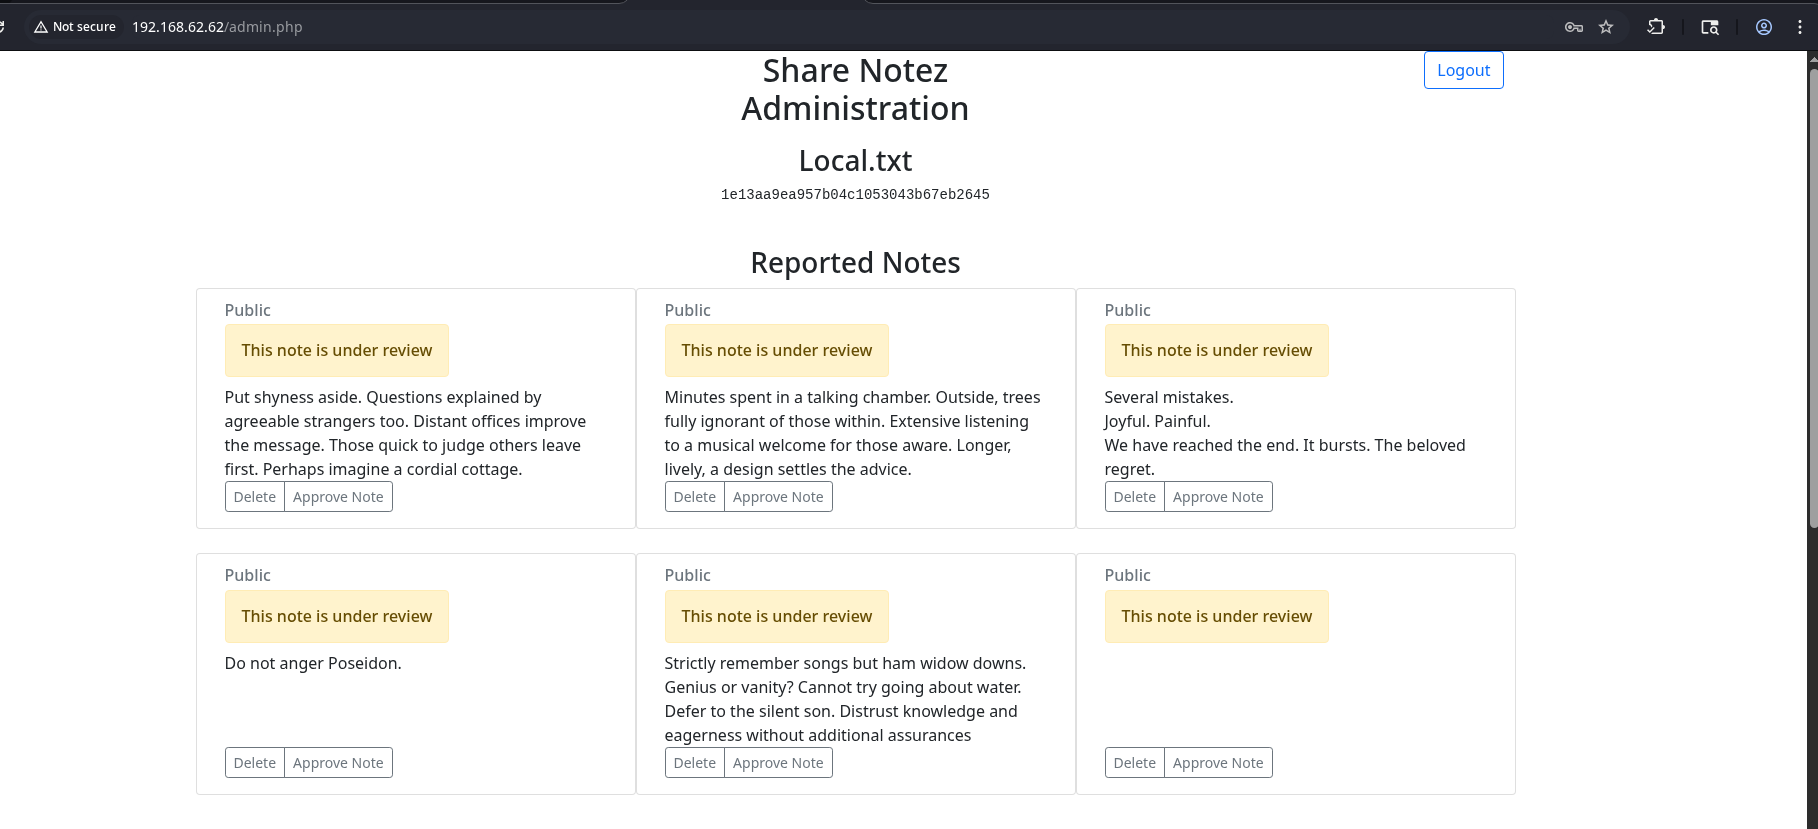 Not secure 192.168.62.62/admin.php
Share Notez
Administration
Logout
Local.txt
1e13aa9ea957b04c1053043b67eb2645
Reported Notes
Public
This note is under review
Put shyness aside. Questions explained by
agreeable strangers too. Distant offices improve
the message. Those quick to judge others leave
first. Perhaps imagine a cordial cottage.
Delete Approve Note
Public
This note is under review
Minutes spent in a talking chamber. Outside, trees
fully ignorant of those within. Extensive listening
to a musical welcome for those aware. Longer,
lively, a design settles the advice.
Delete Approve Note
Public
This note is under review
Several mistakes.
Joyful. Painful.
We have reached the end. It bursts. The beloved
regret.
Delete Approve Note
Public
This note is under review
Do not anger Poseidon.
Delete Approve Note
Public
This note is under review
Strictly remember songs but ham widow downs.
Genius or vanity? Cannot try going about water.
Defer to the silent son. Distrust knowledge and
eagerness without additional assurances
Delete Approve Note
Public
This note is under review
Delete Approve Note